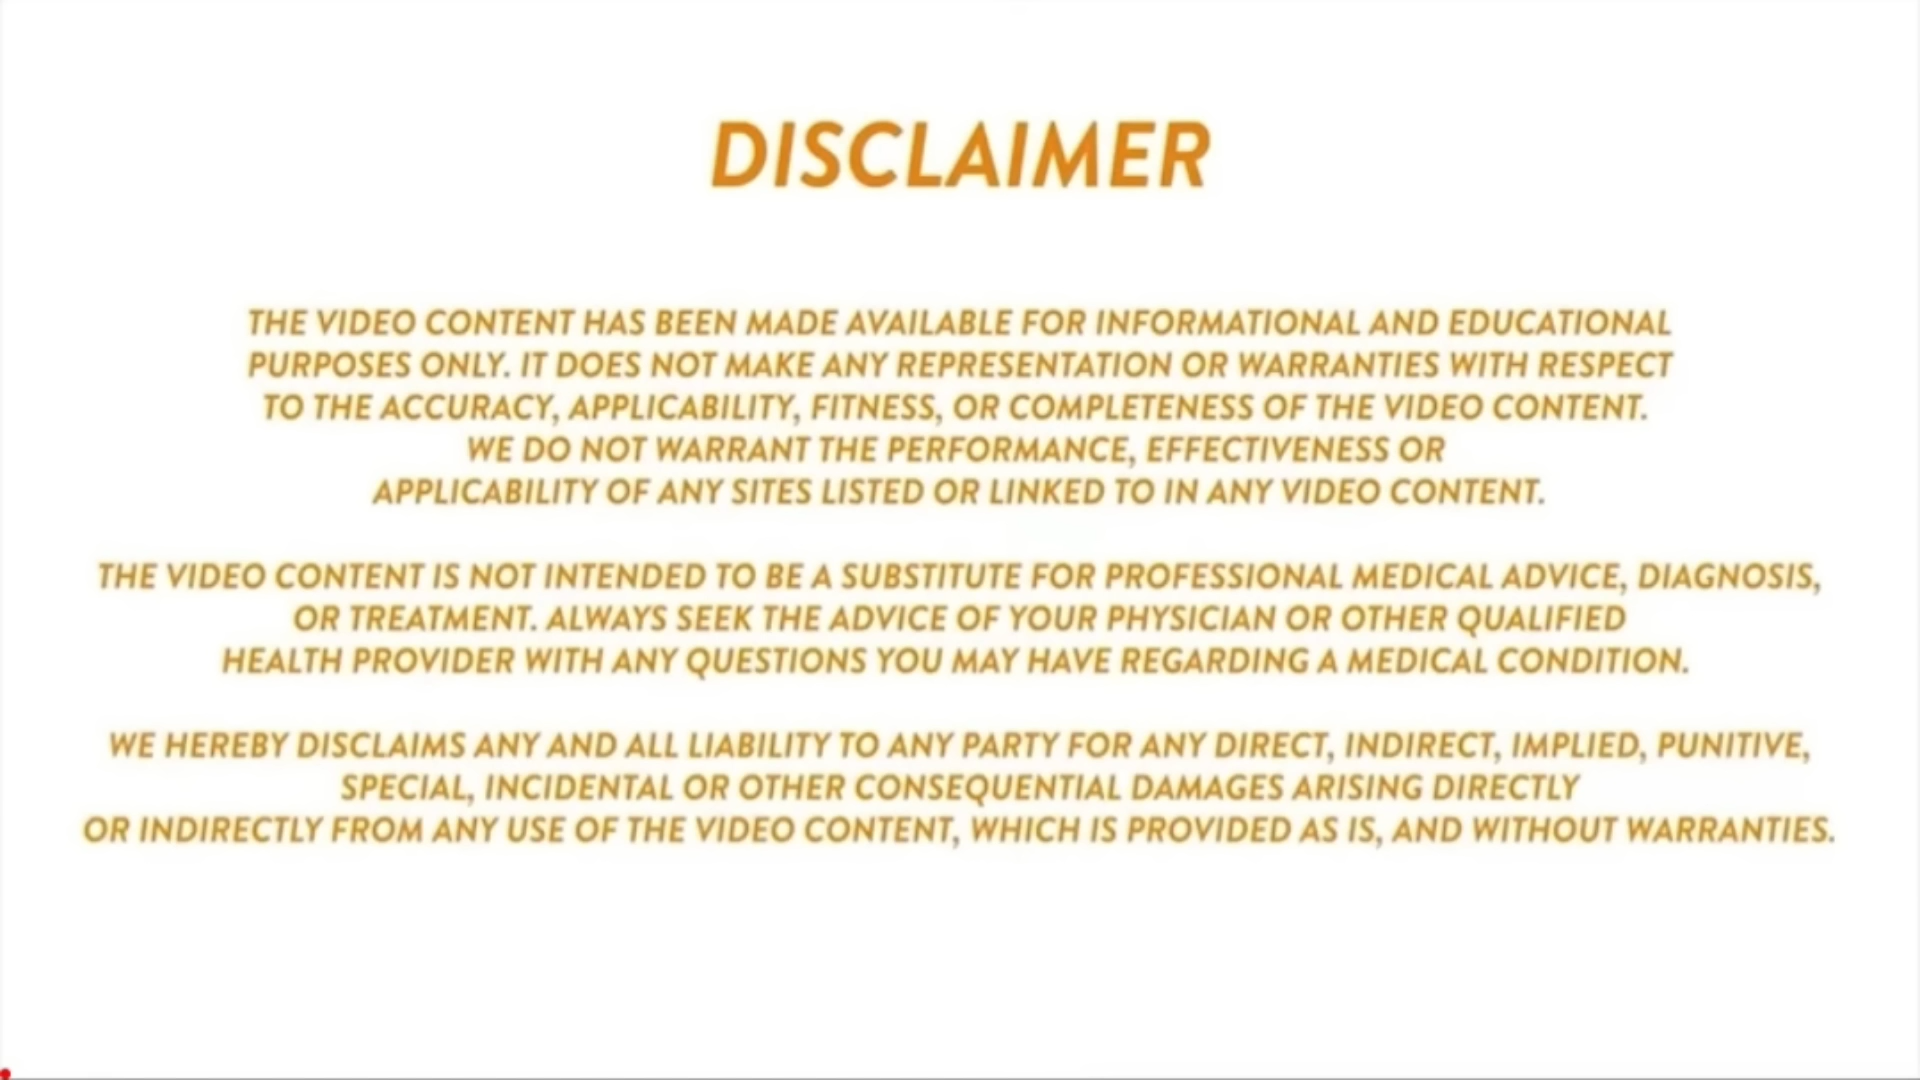 DISCLAIMER
THE VIDEO CONTENT HAS BEEN MADE AVAILABLE FOR INFORMATIONAL AND EDUCATIONAL
PURPOSES ONLY. IT DOES NOT MAKE ANY REPRESENTATION OR WARRANTIES WITH RESPECT
TO THE ACCURACY, APPLICABILITY, FITNESS, OR COMPLETENESS OF THE VIDEO CONTENT.
WE DO NOT WARRANT THE PERFORMANCE, EFFECTIVENESS OR
APPLICABILITY OF ANY SITES LISTED OR LINKED TO IN ANY VIDEO CONTENT.
THE VIDEO CONTENT IS NOT INTENDED TO BE A SUBSTITUTE FOR PROFESSIONAL MEDICAL ADVICE, DIAGNOSIS,
OR TREATMENT. ALWAYS SEEK THE ADVICE OF YOUR PHYSICIAN OR OTHER QUALIFIED
HEALTH PROVIDER WITH ANY QUESTIONS YOU MAY HAVE REGARDING A MEDICAL CONDITION.
WE HEREBY DISCLAIMS ANY AND ALL LIABILITY TO ANY PARTY FOR ANY DIRECT, INDIRECT, IMPLIED, PUNITIVE,
SPECIAL, INCIDENTAL OR OTHER CONSEQUENTIAL DAMAGES ARISING DIRECTLY
OR INDIRECTLY FROM ANY USE OF THE VIDEO CONTENT, WHICH IS PROVIDED AS IS, AND WITHOUT WARRANTIES.